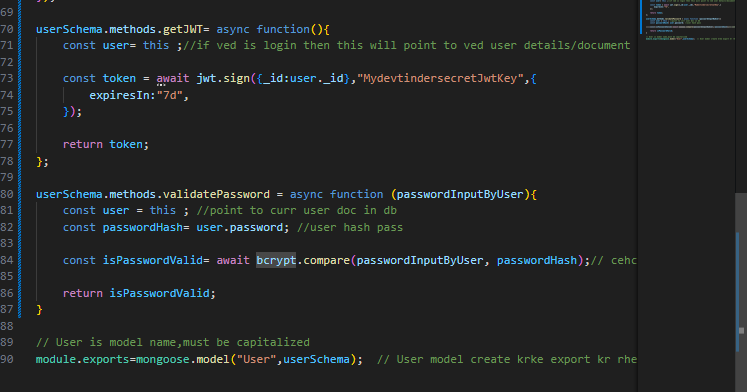 69
70 userSchema.methods.getJWT= async function(){
71 const user= this ;//if ved is login then this will point to ved user details/document
72
73 const token = await jwt.sign({_id:user._id},"MydevtindersecretJwtKey",{
74 expiresIn:"7d",
75 });
76
77 return token;
78 };
79
80 userSchema.methods.validatePassword = async function (passwordInputByUser){
81 const user = this ; //point to curr user doc in db
82 const passwordHash= user.password; //user hash pass
83
84 const isPasswordValid= await bcrypt.compare(passwordInputByUser, passwordHash);// cehc
85
86 return isPasswordValid;
87 }
88
89 // User is model name,must be capitalized
90 module.exports=mongoose.model("User",userSchema); // User model create krke export kr rhe